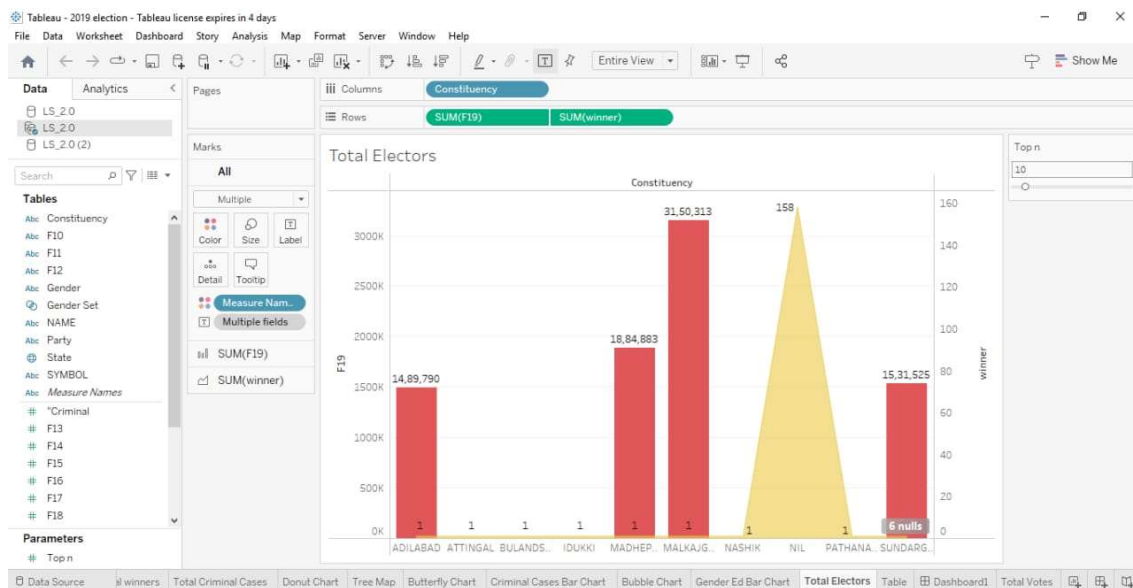 Tableau - 2019 election - Tableau license expires in 4 days
File Data Worksheet Dashboard Story Analysis Map Format Server Window Help
Entire View
Show Me
Data Analytics
LS_2.0
LS_2.0
LS_2.0 (2)
Search
Tables
Abc Constituency
Abc F10
Abc F11
Abc F12
Abc Gender
Gender Set
Abc NAME
Abc Party
State
Abc SYMBOL
Abc Measure Names
# "Criminal
# F13
# F14
# F15
# F16
# F17
# F18
Parameters
# Top n
Pages
Marks
All
Multiple
Color Size Label
Detail Tooltip
Measure Nam..
Multiple fields
SUM(F19)
SUM(winner)
Columns Constituency
Rows SUM(F19) SUM(winner)
Total Electors
Constituency
F19
3000K
2500K
2000K
1500K
1000K
500K
0K
14,89,790
18,84,883
31,50,313
158
15,31,525
1 1 1 1 1 1 1 1
6 nulls
160
140
120
100
80
60
40
20
0
winner
ADILABAD ATTINGAL BULANDS.. IDUKKI MADHEP.. MALKAJG.. NASHIK NIL PATHANA.. SUNDARG..
Top n
10
Data Source al winners Total Criminal Cases Donut Chart Tree Map Butterfly Chart Criminal Cases Bar Chart Bubble Chart Gender Ed Bar Chart Total Electors Table Dashboard1 Total Votes